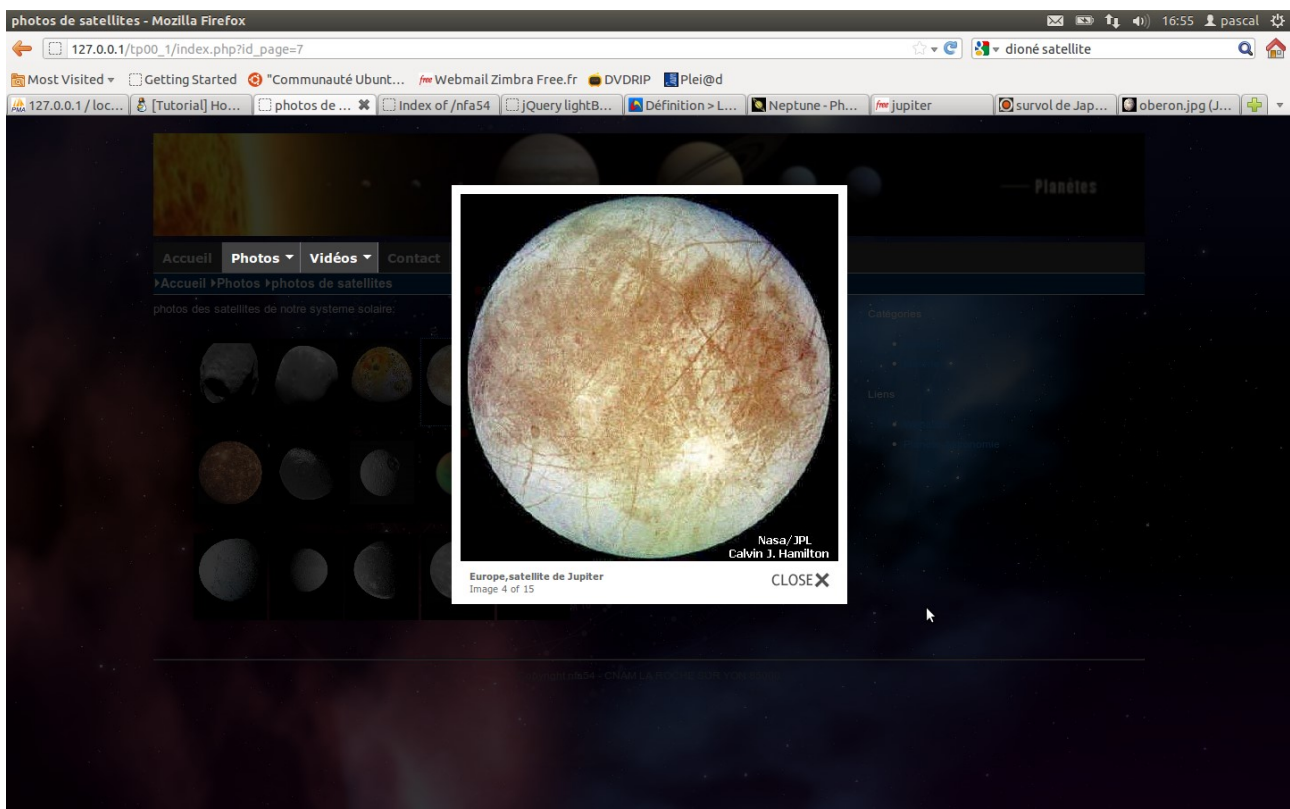 photos de satellites - Mozilla Firefox
16:55 pascal
127.0.0.1/tp00_1/index.php?id_page=7
dioné satellite
Most Visited
Getting Started
"Communauté Ubunt...
free Webmail Zimbra Free.fr
DVDRIP
Plei@d
PMA 127.0.0.1 / loc...
[Tutorial] Ho...
photos de ...
Index of /nfa54
jQuery lightB...
Définition > L...
Neptune - Ph...
free jupiter
survol de Jap...
oberon.jpg (J...
Planétes
Accueil
Photos
Vidéos
Contact
Accueil Photos photos de satellites
photos des satellites de notre systeme solaire:
Catégories
Liens
Nasa/JPL
Calvin J. Hamilton
Europe,satellite de Jupiter
Image 4 of 15
CLOSE